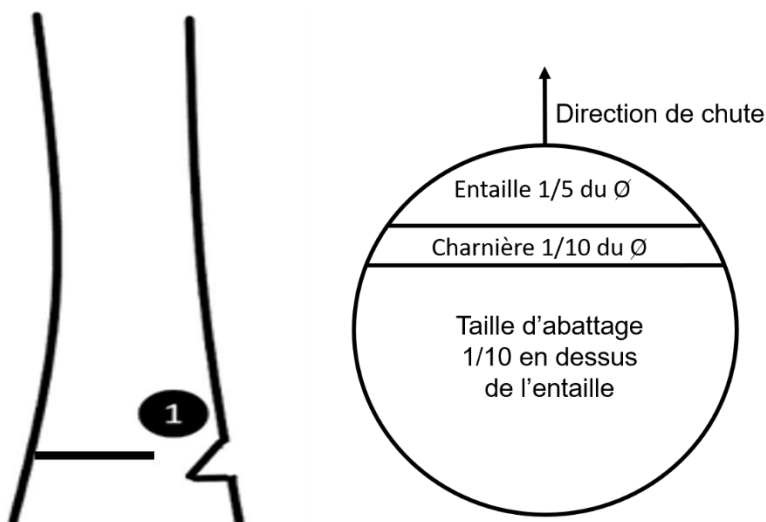 1
Direction de chute
Entaille 1/5 du Ø
Charnière 1/10 du Ø
Taille d’abattage
1/10 en dessus
de l’entaille